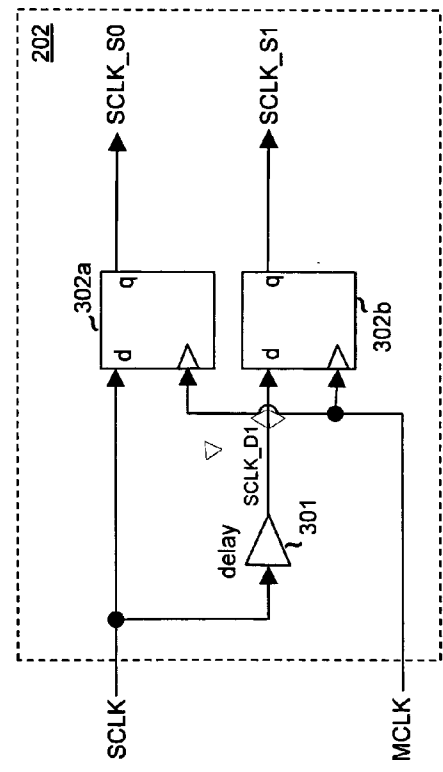 202
SCLK
SCLK_S0
302a
d
q
delay
301
SCLK_D1
d
q
302b
SCLK_S1
MCLK